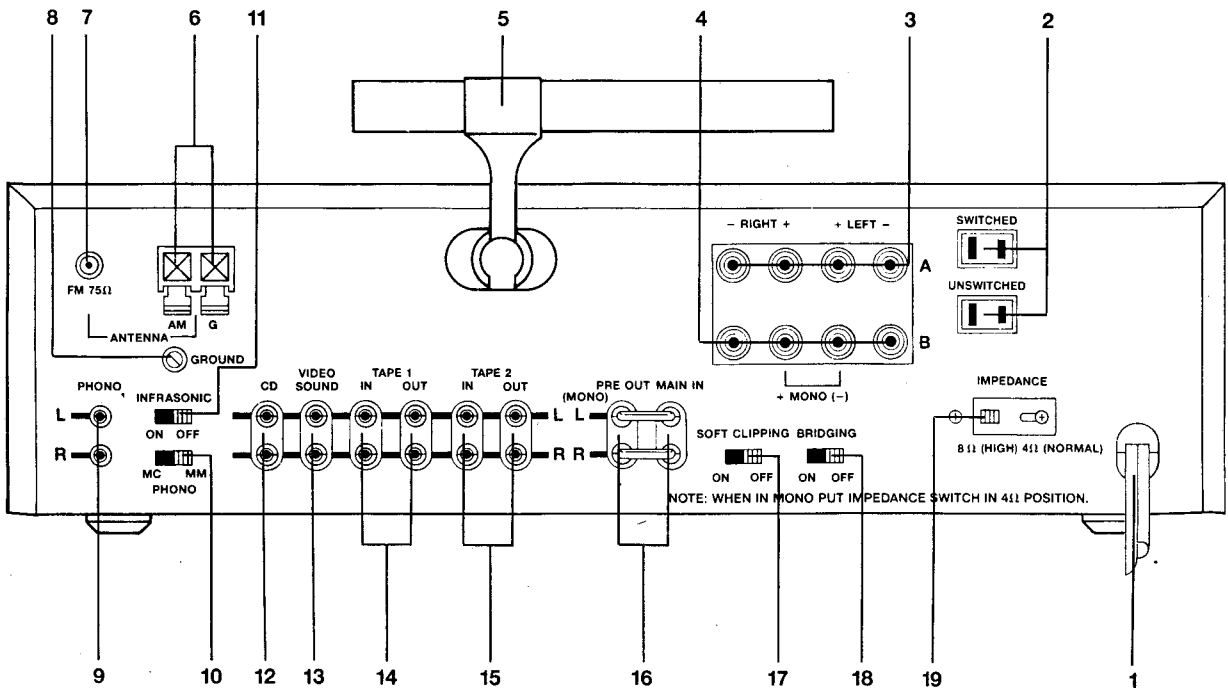 8 7 6 11 5 4 3 2
– RIGHT + + LEFT –
SWITCHED
A
FM 75Ω
UNSWITCHED
AM G
ANTENNA
GROUND
B
+ MONO (–)
IMPEDANCE
8 Ω (HIGH) 4Ω (NORMAL)
PHONO
L
R
INFRASONIC
ON OFF
MC MM
PHONO
CD
VIDEO
SOUND
TAPE 1
IN OUT
TAPE 2
IN OUT
L
R
PRE OUT MAIN IN
(MONO)
L
R
SOFT CLIPPING
ON OFF
BRIDGING
ON OFF
NOTE: WHEN IN MONO PUT IMPEDANCE SWITCH IN 4Ω POSITION.
9 10 12 13 14 15 16 17 18 19 1